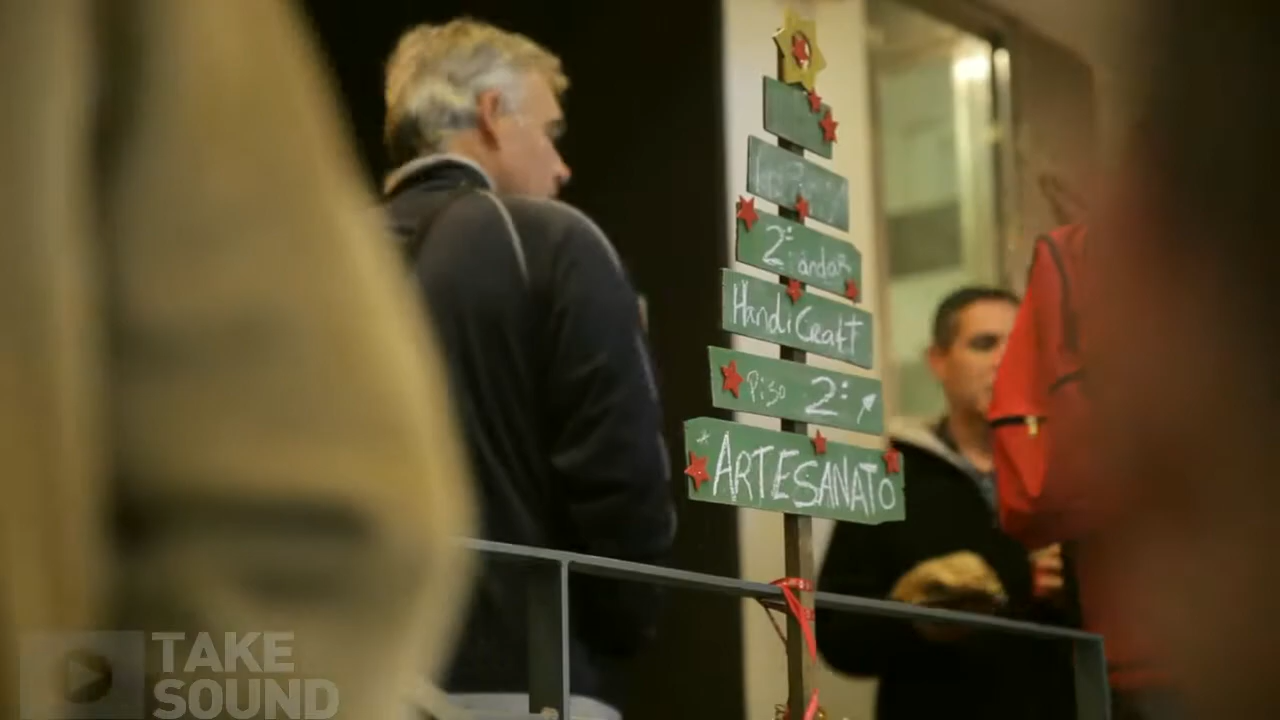 2º andar
HandiCraft
Piso 2º
ARTESANATO
TAKE
SOUND